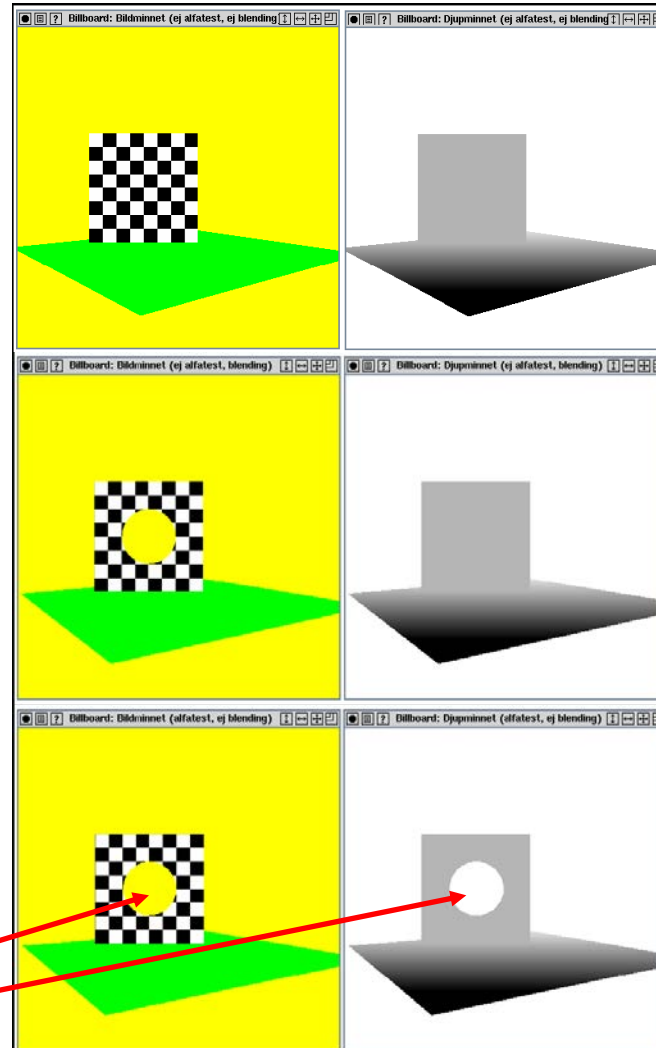 Billboard: Bildminnet (ej alfatest, ej blending
Billboard: Djupminnet (ej alfatest, ej blending
Billboard: Bildminnet (ej alfatest, blending)
Billboard: Djupminnet (ej alfatest, blending)
Billboard: Bildminnet (alfatest, ej blending)
Billboard: Djupminnet (alfatest, ej blending)